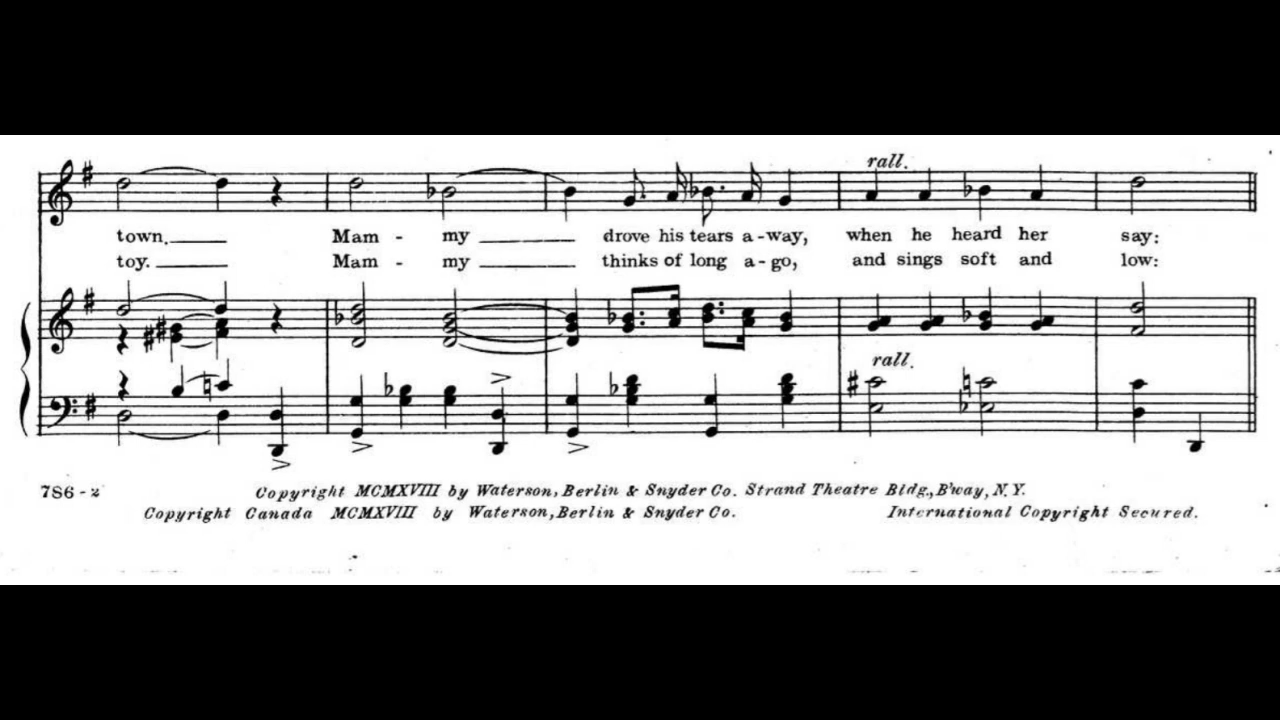 rall.
town. Mam - my drove his tears a - way, when he heard her say:
toy. Mam - my thinks of long a - go, and sings soft and low:
rall.
786 - 2 Copyright MCMXVIII by Waterson, Berlin & Snyder Co. Strand Theatre Bldg., B'way, N. Y.
Copyright Canada MCMXVIII by Waterson, Berlin & Snyder Co. International Copyright Secured.